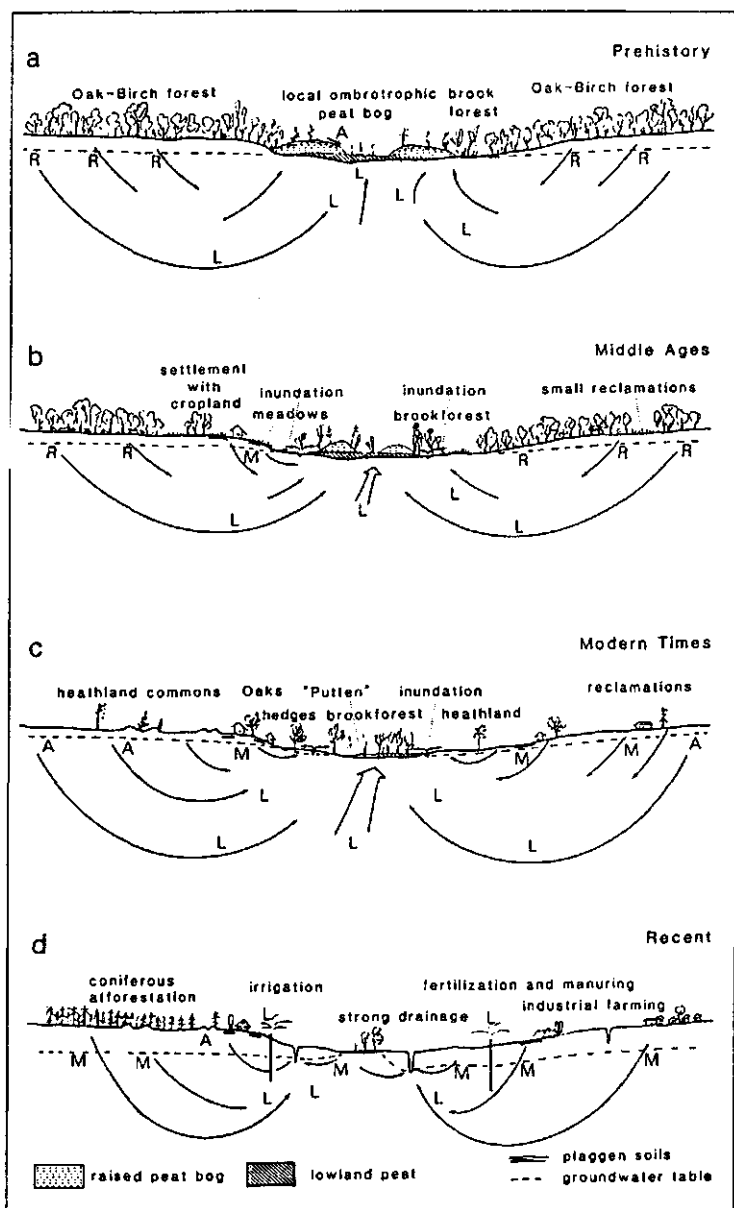 a
Prehistory
Oak-Birch forest
local ombrotrophic brook
Oak-Birch forest
peat bog
forest
A
R R R L R R
L L
L L
b
Middle Ages
settlement
with
cropland
inundation
meadows
inundation
brookforest
small reclamations
R R M R R R
L L L L
c
Modern Times
heathland commons
Oaks "Putten" inundation
reclamations
thedges brookforest heathland
A A M M M A
L L
L L L
d
Recent
coniferous
afforestation
irrigation
fertilization and manuring
industrial farming
L
strong drainage
L
A
M M M M M M
L L L
raised peat bog
lowland peat
plaggen soils
groundwater table